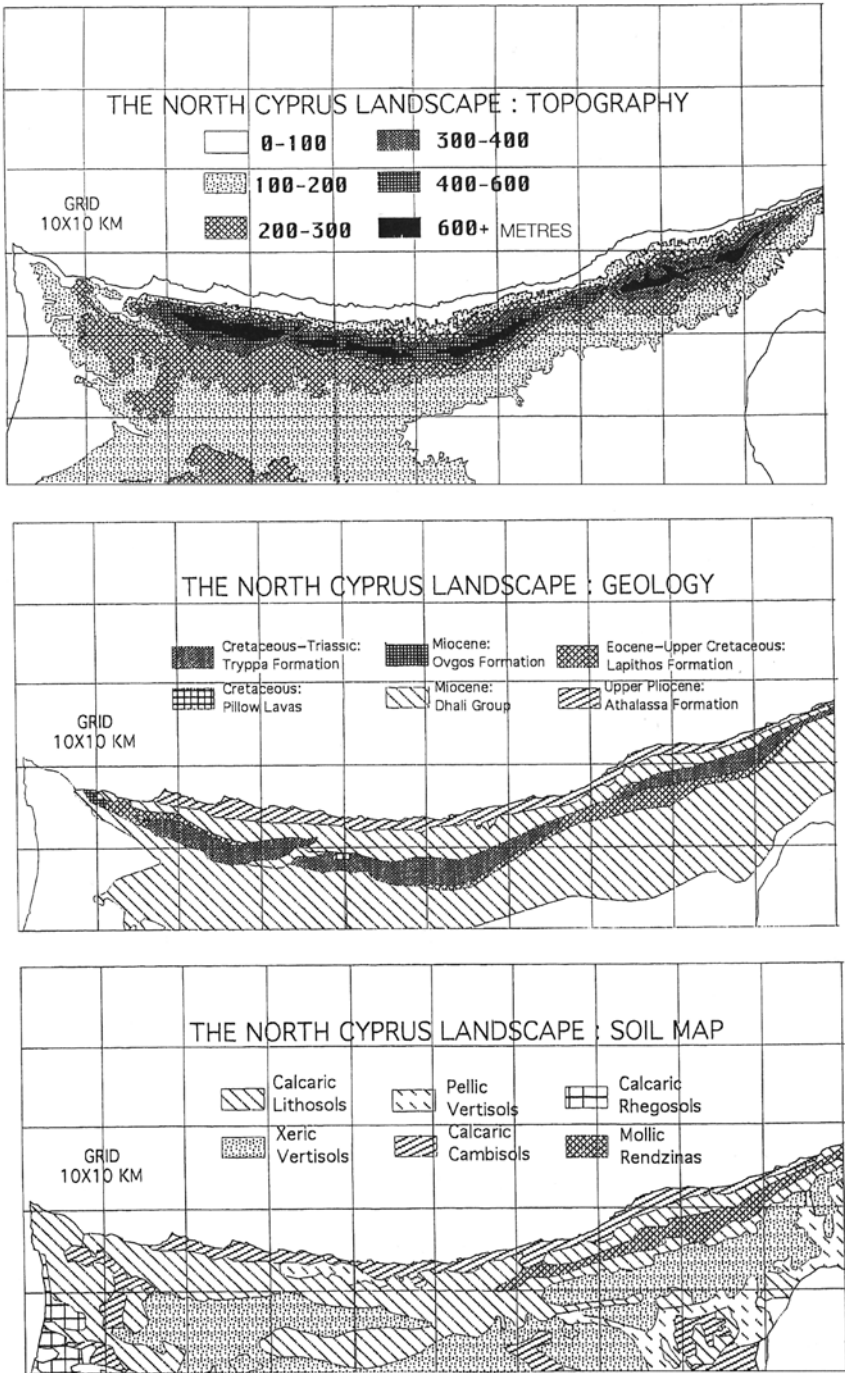 THE NORTH CYPRUS LANDSCAPE : TOPOGRAPHY
0-100
300-400
100-200
400-600
200-300
600+ METRES
GRID
10X10 KM
THE NORTH CYPRUS LANDSCAPE : GEOLOGY
Cretaceous-Triassic:
Tryppa Formation
Miocene:
Ovgos Formation
Eocene-Upper Cretaceous:
Lapithos Formation
Cretaceous:
Pillow Lavas
Miocene:
Dhali Group
Upper Pliocene:
Athalassa Formation
GRID
10X10 KM
THE NORTH CYPRUS LANDSCAPE : SOIL MAP
Calcaric
Lithosols
Pellic
Vertisols
Calcaric
Rhegosols
Xeric
Vertisols
Calcaric
Cambisols
Mollic
Rendzinas
GRID
10X10 KM